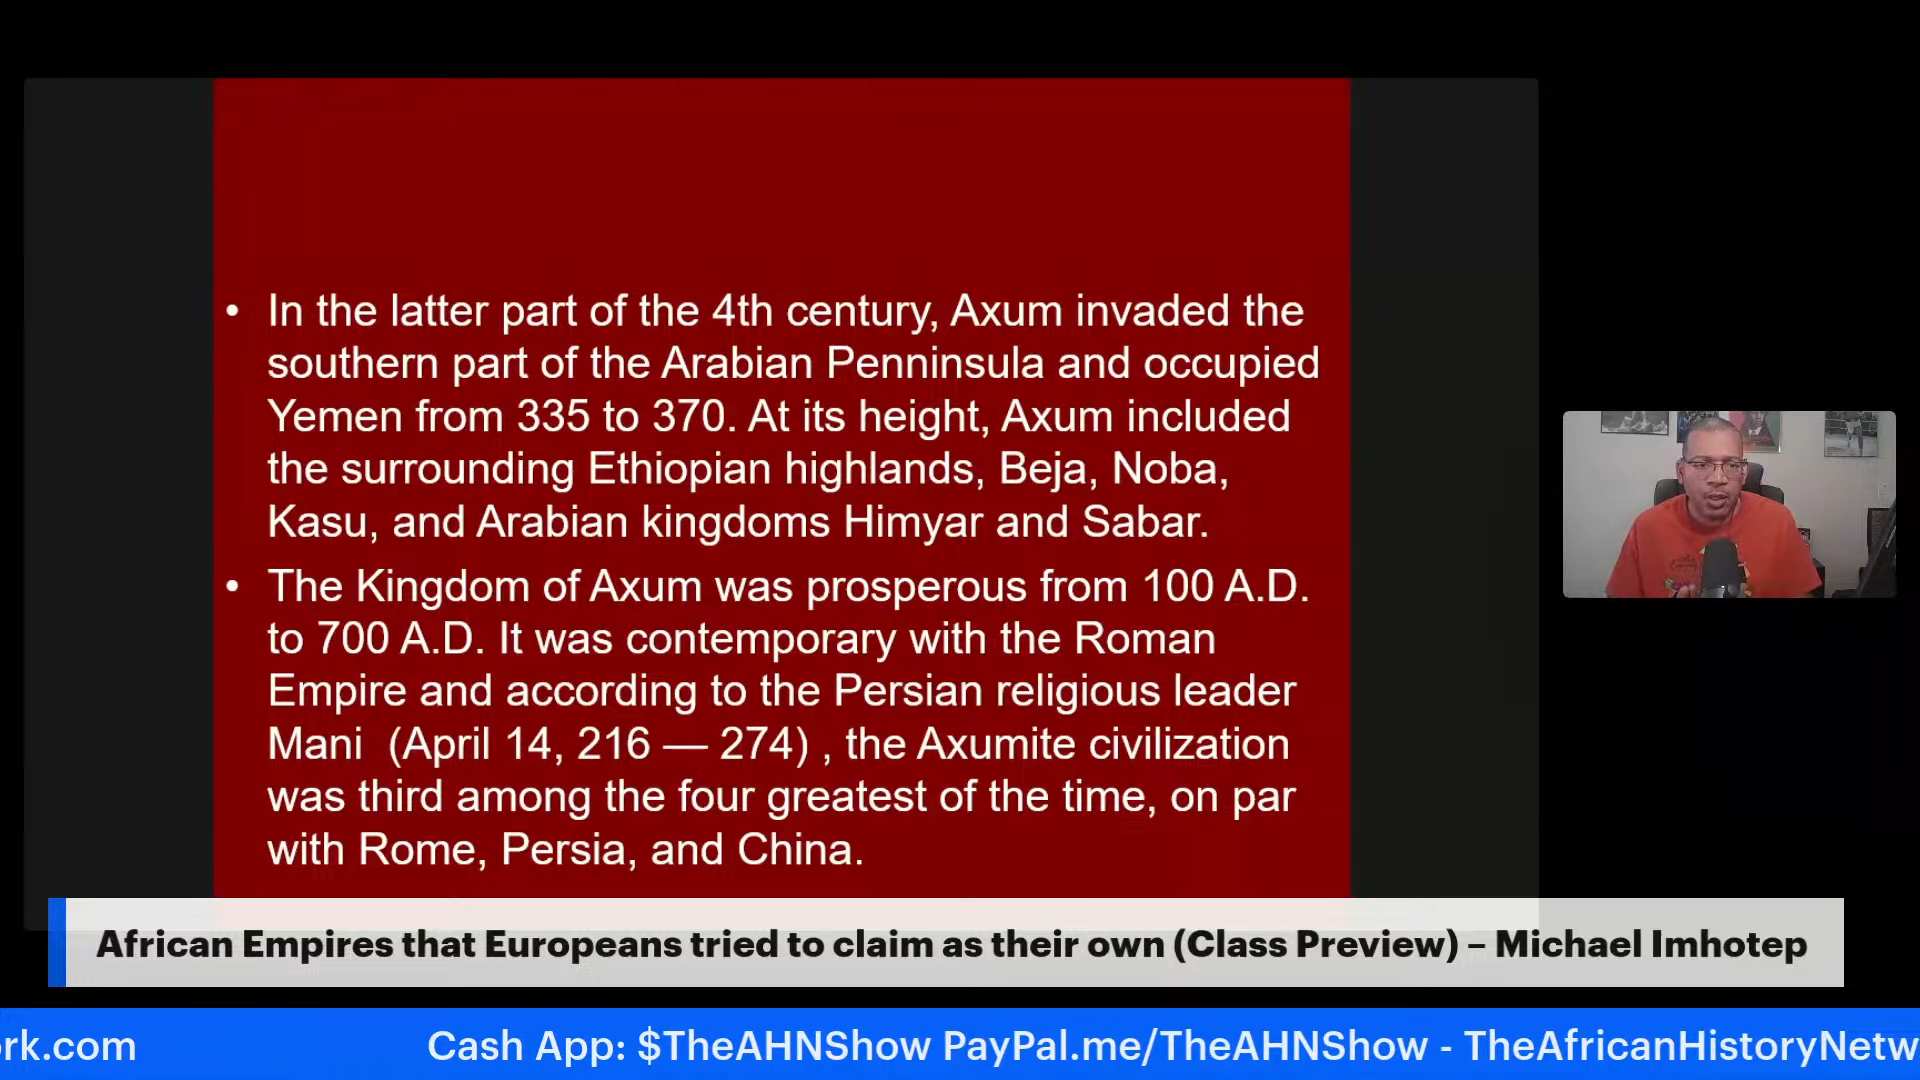 • In the latter part of the 4th century, Axum invaded the
southern part of the Arabian Penninsula and occupied
Yemen from 335 to 370. At its height, Axum included
the surrounding Ethiopian highlands, Beja, Noba,
Kasu, and Arabian kingdoms Himyar and Sabar.
• The Kingdom of Axum was prosperous from 100 A.D.
to 700 A.D. It was contemporary with the Roman
Empire and according to the Persian religious leader
Mani (April 14, 216 — 274) , the Axumite civilization
was third among the four greatest of the time, on par
with Rome, Persia, and China.
African Empires that Europeans tried to claim as their own (Class Preview) – Michael Imhotep
rk.com Cash App: $TheAHNShow PayPal.me/TheAHNShow - TheAfricanHistoryNetw